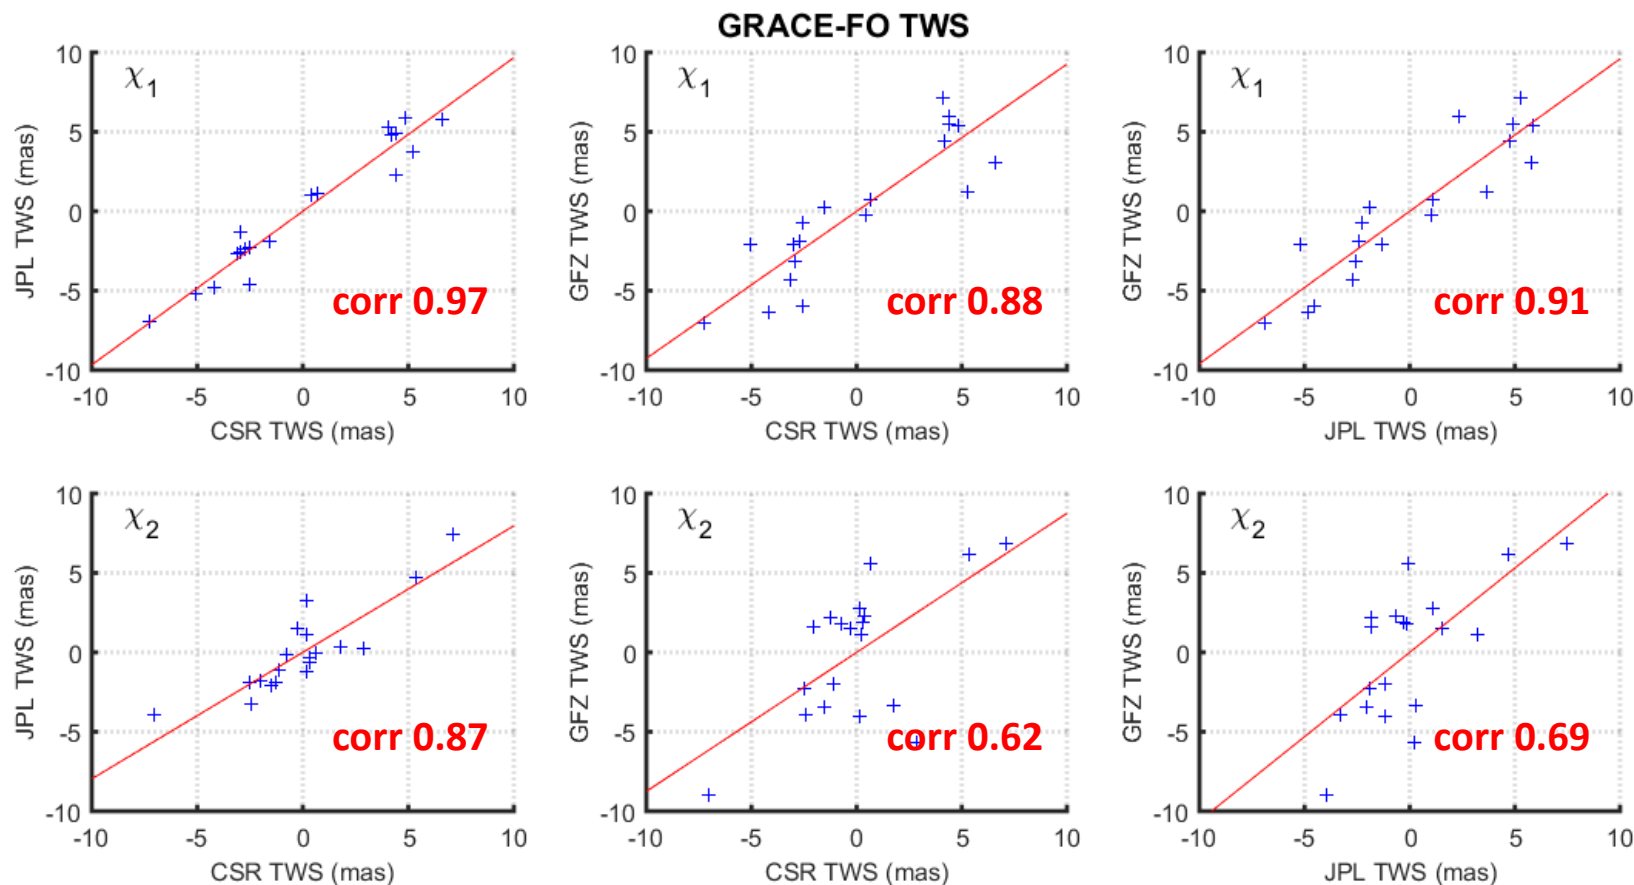 GRACE-FO TWS
10
5
0
-5
-10
-10
-5
0
5
10
JPL TWS (mas)
CSR TWS (mas)
χ1
corr 0.97
10
5
0
-5
-10
-10
-5
0
5
10
GFZ TWS (mas)
CSR TWS (mas)
χ1
corr 0.88
10
5
0
-5
-10
-10
-5
0
5
10
GFZ TWS (mas)
JPL TWS (mas)
χ1
corr 0.91
10
5
0
-5
-10
-10
-5
0
5
10
JPL TWS (mas)
CSR TWS (mas)
χ2
corr 0.87
10
5
0
-5
-10
-10
-5
0
5
10
GFZ TWS (mas)
CSR TWS (mas)
χ2
corr 0.62
10
5
0
-5
-10
-10
-5
0
5
10
GFZ TWS (mas)
JPL TWS (mas)
χ2
corr 0.69